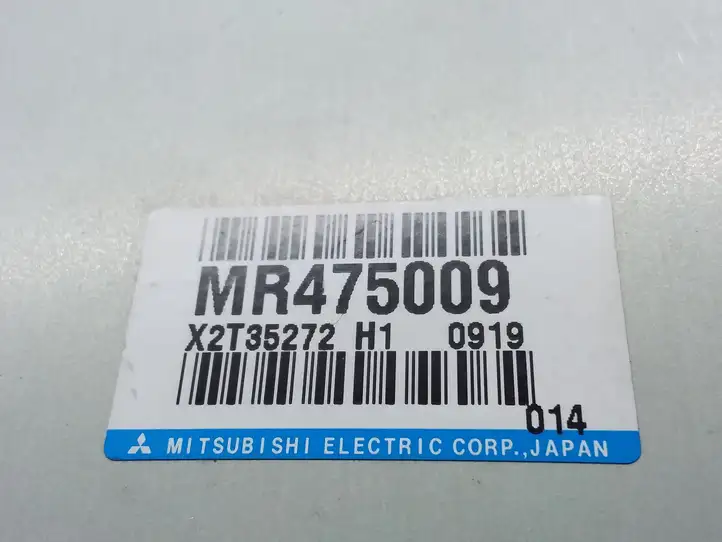 MR475009
X2T35272 H1 0919
014
MITSUBISHI ELECTRIC CORP.,JAPAN